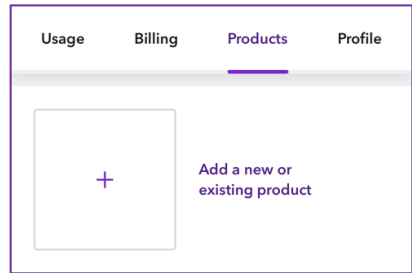 Usage Billing Products Profile
+
Add a new or
existing product